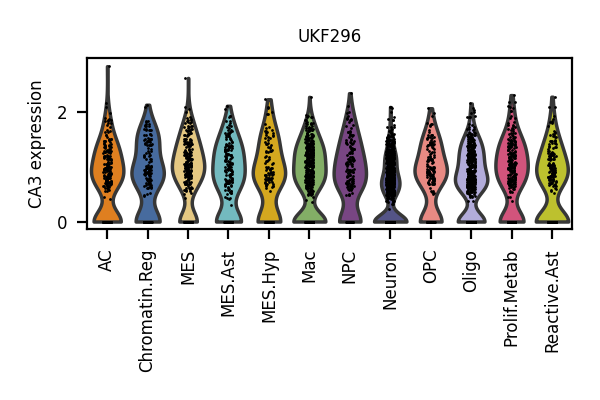 UKF296
CA3 expression
2
0
AC
Chromatin.Reg
MES
MES.Ast
MES.Hyp
Mac
NPC
Neuron
OPC
Oligo
Prolif.Metab
Reactive.Ast